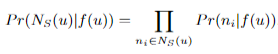 Pr(N_S(u)|f(u)) = ∏_{n_i∈N_S(u)} Pr(n_i|f(u))